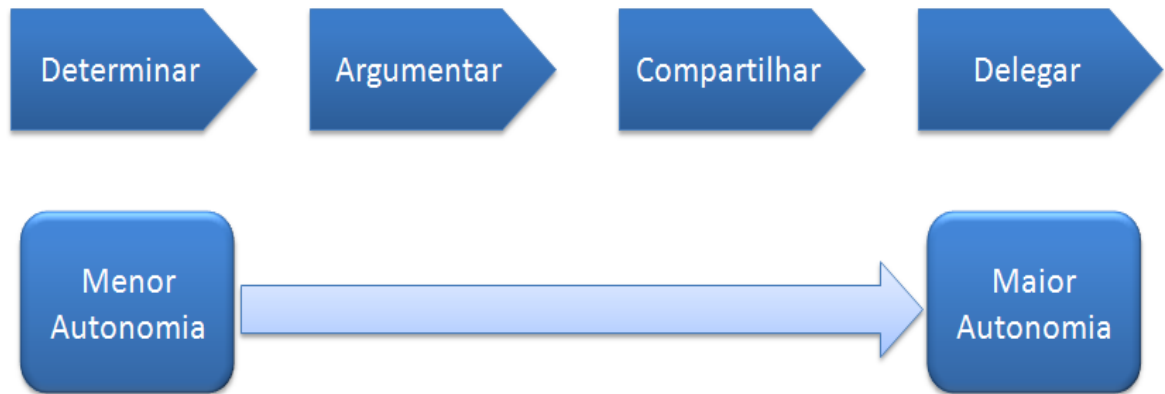 Determinar
Argumentar
Compartilhar
Delegar
Menor
Autonomia
Maior
Autonomia